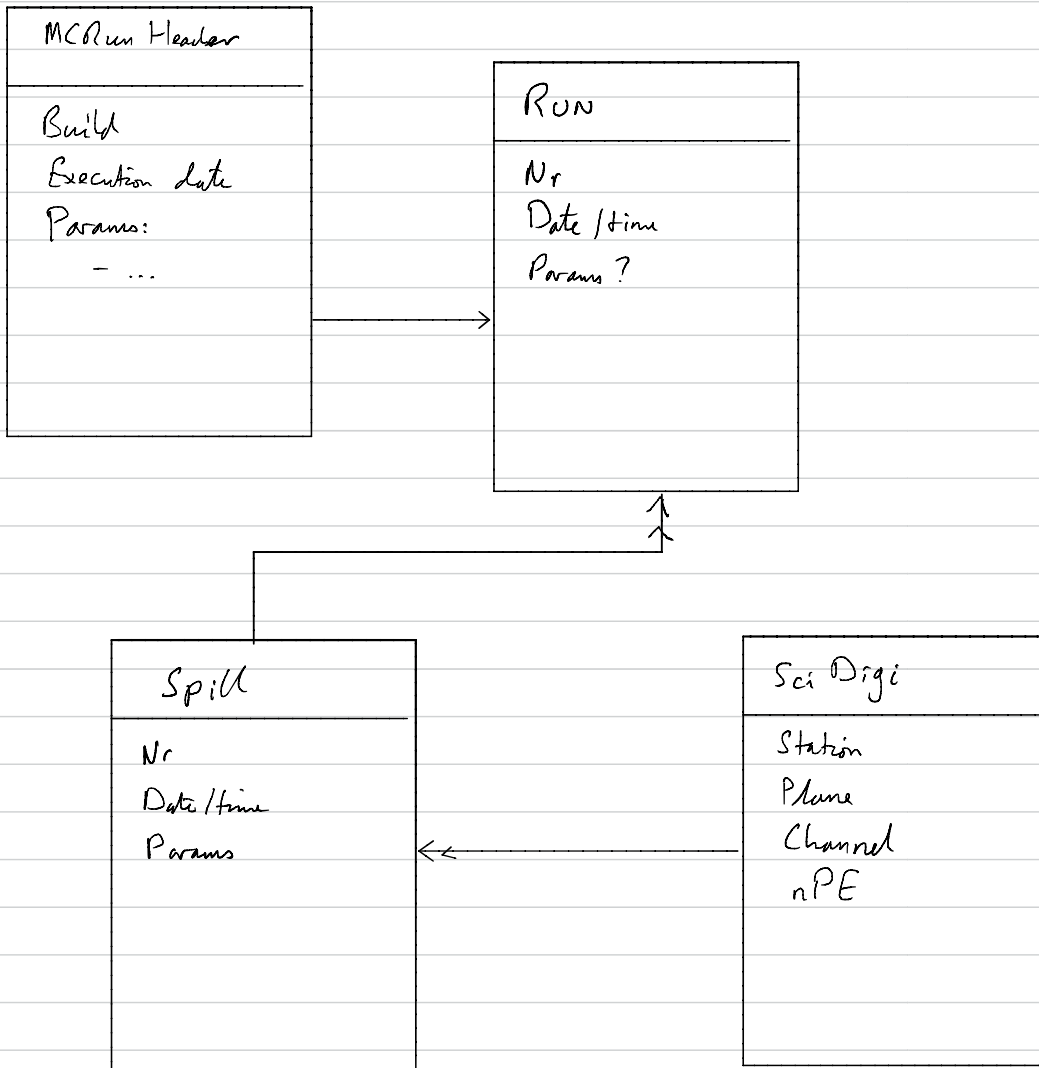 MCRun Header
Build
Execution date
Params:
- ...
RUN
Nr
Date/time
Params?
Spill
Nr
Date/time
Params
Sci Digi
Station
Plane
Channel
nPE